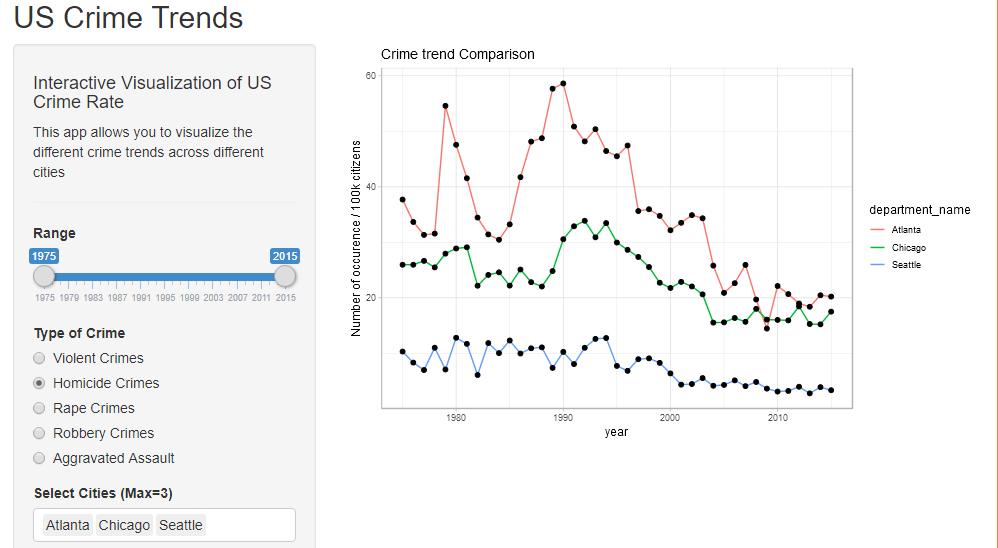 US Crime Trends
Interactive Visualization of US
Crime Rate
This app allows you to visualize the
different crime trends across different
cities
Range
1975 2015
1975 1979 1983 1987 1991 1995 1999 2003 2007 2011 2015
Type of Crime
Violent Crimes
Homicide Crimes
Rape Crimes
Robbery Crimes
Aggravated Assault
Select Cities (Max=3)
Atlanta Chicago Seattle
Crime trend Comparison
Number of occurence / 100k citizens
60
40
20
1980 1990 2000 2010
year
department_name
Atlanta
Chicago
Seattle